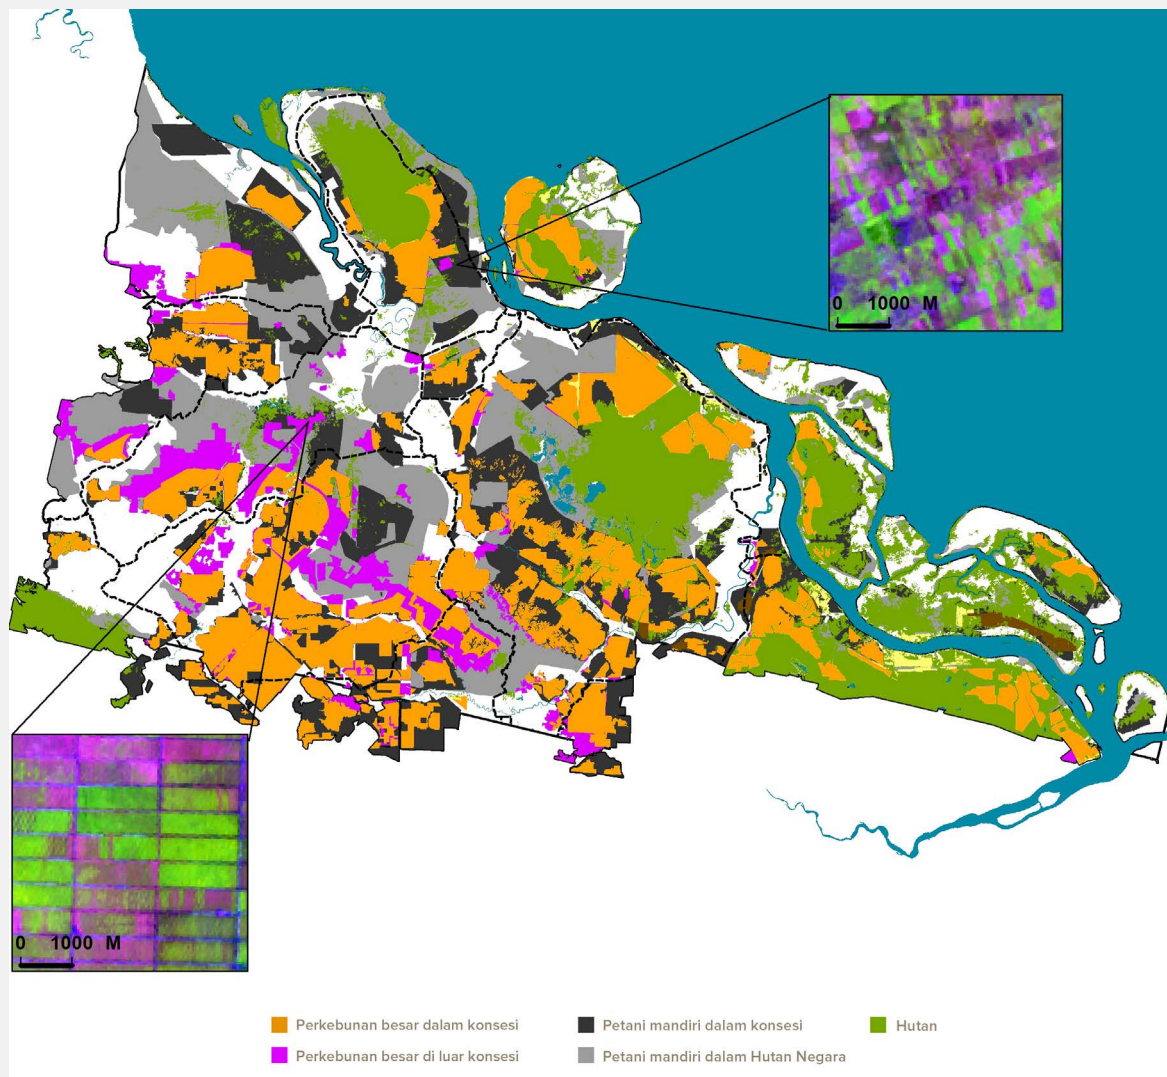 0 1000 M
0 1000 M
Perkebunan besar dalam konsesi
Petani mandiri dalam konsesi
Hutan
Perkebunan besar di luar konsesi
Petani mandiri dalam Hutan Negara